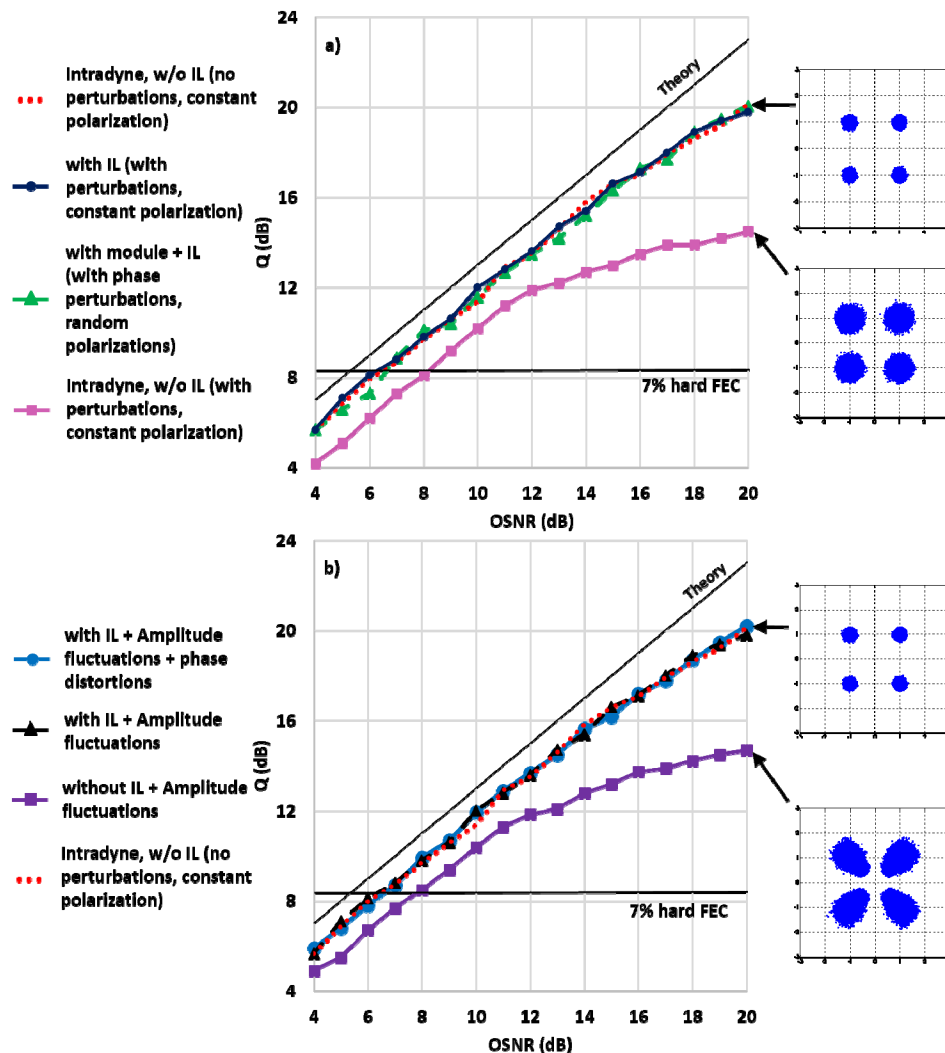 a)
Intradyne, w/o IL (no
perturbations, constant
polarization)
with IL (with
perturbations,
constant polarization)
with module + IL
(with phase
perturbations,
random
polarizations)
Intradyne, w/o IL (with
perturbations,
constant polarization)
24
20
16
12
8
4
Q (dB)
Theory
7% hard FEC
4 6 8 10 12 14 16 18 20
OSNR (dB)
b)
with IL + Amplitude
fluctuations + phase
distortions
with IL + Amplitude
fluctuations
without IL + Amplitude
fluctuations
Intradyne, w/o IL (no
perturbations, constant
polarization)
24
20
16
12
8
4
Q (dB)
Theory
7% hard FEC
4 6 8 10 12 14 16 18 20
OSNR (dB)